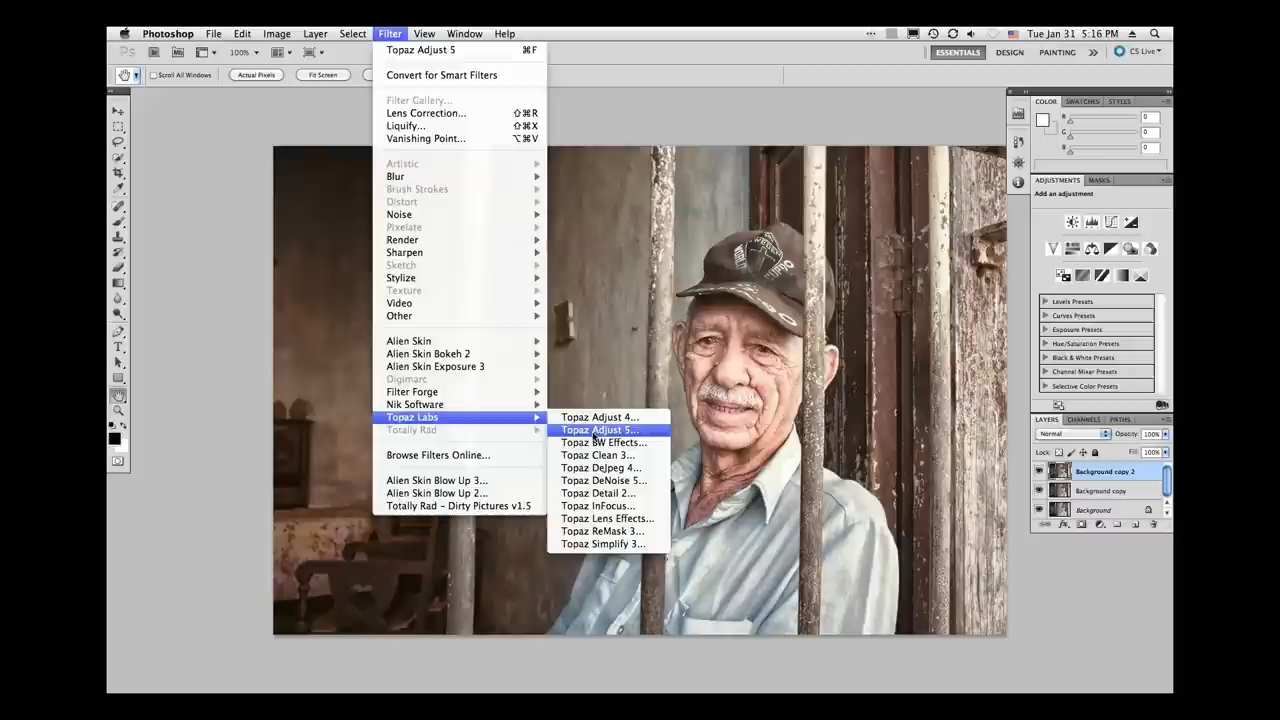 Photoshop File Edit Image Layer Select Filter View Window Help Tue Jan 31 5:16 PM
Ps Mb 100% ESSENTIALS DESIGN PAINTING CS Live
Scroll All Windows Actual Pixels Fit Screen
Topaz Adjust 5 ⌘F
Convert for Smart Filters
Filter Gallery...
Lens Correction... ⇧⌘R
Liquify... ⇧⌘X
Vanishing Point... ⌥⌘V
Artistic
Blur
Brush Strokes
Distort
Noise
Pixelate
Render
Sharpen
Sketch
Stylize
Texture
Video
Other
Alien Skin
Alien Skin Bokeh 2
Alien Skin Exposure 3
Digimarc
Filter Forge
Nik Software
Topaz Labs
Totally Rad
Browse Filters Online...
Alien Skin Blow Up 3...
Alien Skin Blow Up 2...
Totally Rad - Dirty Pictures v1.5
Topaz Adjust 4...
Topaz Adjust 5...
Topaz BW Effects...
Topaz Clean 3...
Topaz DeJpeg 4...
Topaz DeNoise 5...
Topaz Detail 2...
Topaz InFocus...
Topaz Lens Effects...
Topaz ReMask 3...
Topaz Simplify 3...
COLOR SWATCHES STYLES
R 0
G 0
B 0
ADJUSTMENTS MASKS
Add an adjustment
Levels Presets
Curves Presets
Exposure Presets
Hue/Saturation Presets
Black & White Presets
Channel Mixer Presets
Selective Color Presets
LAYERS CHANNELS PATHS
Normal Opacity: 100%
Lock: Fill: 100%
Background copy 2
Background copy
Background